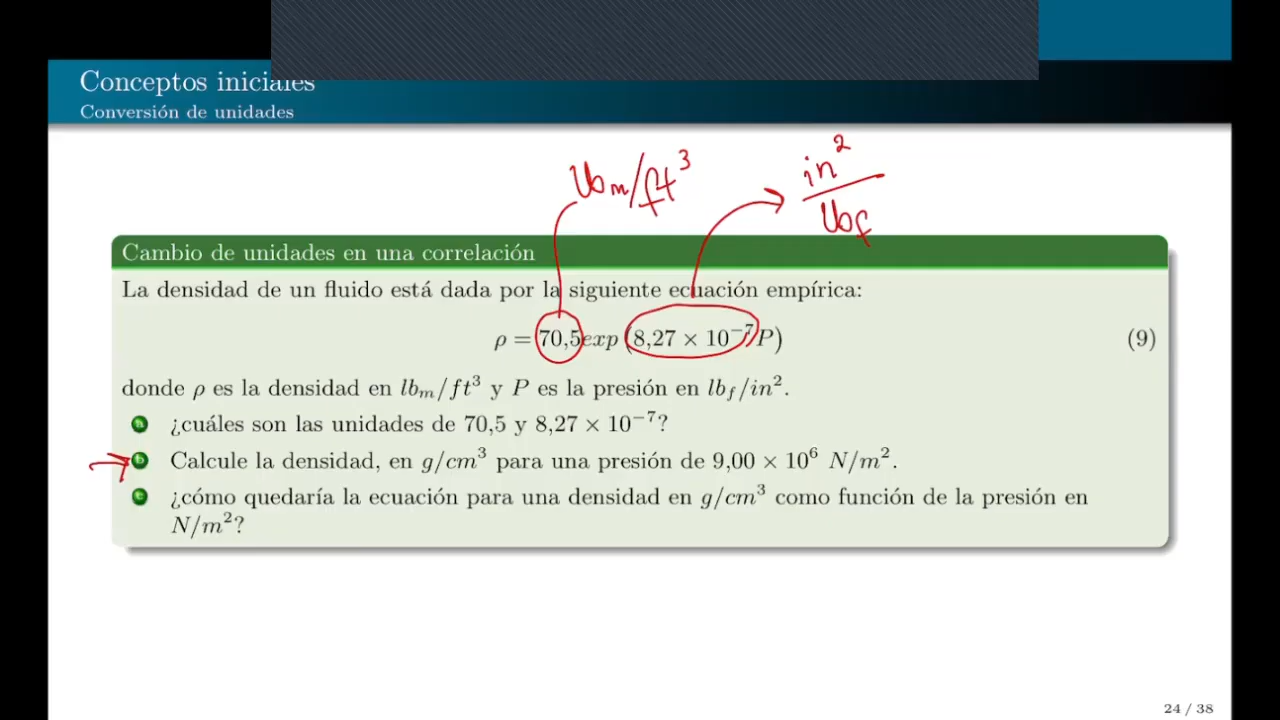 Conceptos iniciales
Conversión de unidades
lbm/ft³
in²
lbf
Cambio de unidades en una correlación
La densidad de un fluido está dada por la siguiente ecuación empírica:
ρ = 70,5exp (8,27 × 10⁻⁷P) (9)
donde ρ es la densidad en lbm/ft³ y P es la presión en lbf/in².
a ¿cuáles son las unidades de 70,5 y 8,27 × 10⁻⁷?
b Calcule la densidad, en g/cm³ para una presión de 9,00 × 10⁶ N/m².
c ¿cómo quedaría la ecuación para una densidad en g/cm³ como función de la presión en
N/m²?
24 / 38